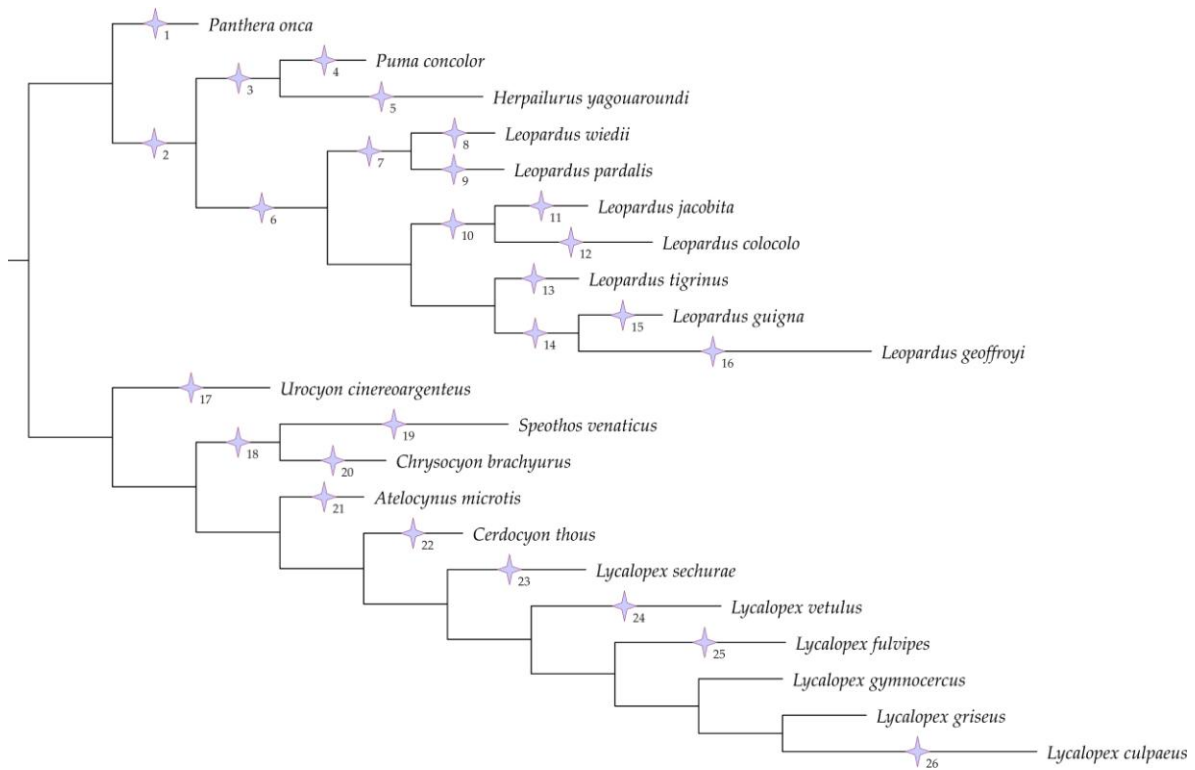 Panthera onca
1
Puma concolor
4
3
Herpailurus yagouaroundi
5
Leopardus wiedii
8
2
7
Leopardus pardalis
9
Leopardus jacobita
11
6
10
Leopardus colocolo
12
Leopardus tigrinus
13
Leopardus guigna
15
14
Leopardus geoffroyi
16
Urocyon cinereoargenteus
17
Speothos venaticus
19
18
Chrysocyon brachyurus
20
Atelocynus microtis
21
Cerdocyon thous
22
Lycalopex sechurae
23
Lycalopex vetulus
24
Lycalopex fulvipes
25
Lycalopex gymnocercus
Lycalopex griseus
Lycalopex culpaeus
26